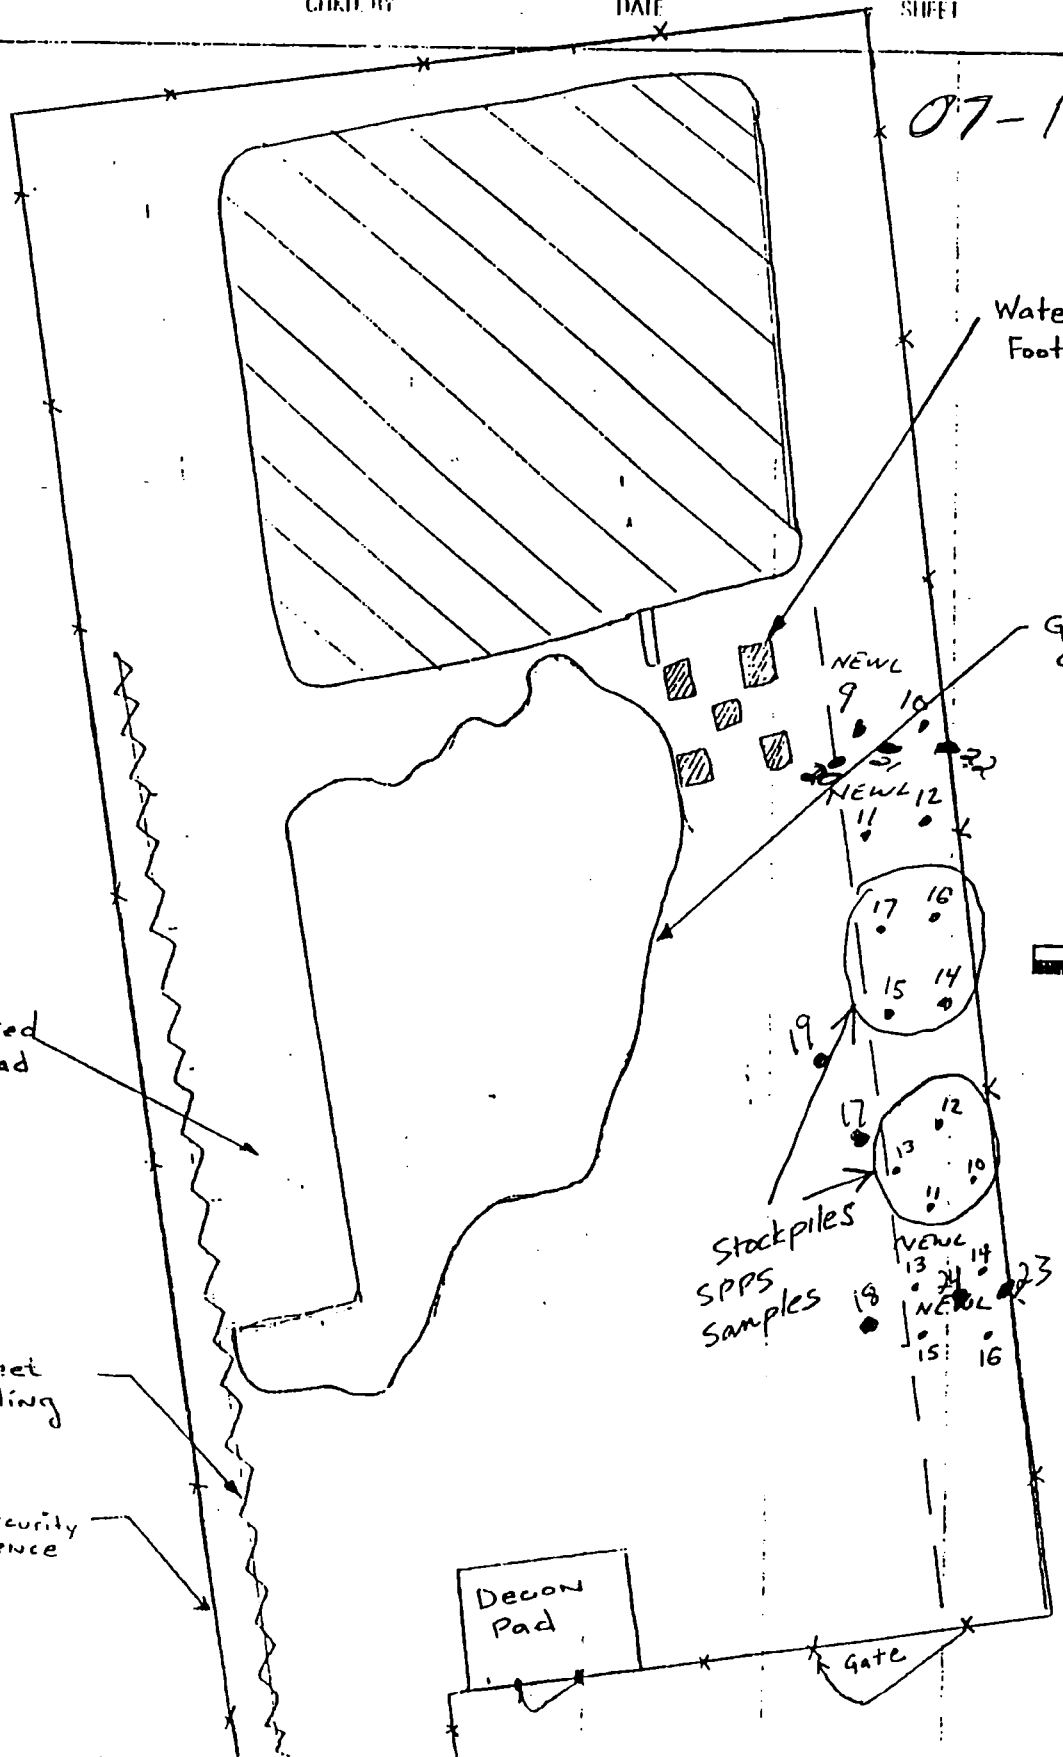 CHKD. BY DATE SHEET
07-1
Wate
Foot
G
NEWL
9 10
20 21 22
NEWL
11 12
17 16
15 14
19
17
12
13
10
11
Stockpiles
SPPS
Samples
NEWL
13 14
24 23
NEWL
18
15 16
ed
ad
eet
ling
curity
ence
Decon
Pad
Gate